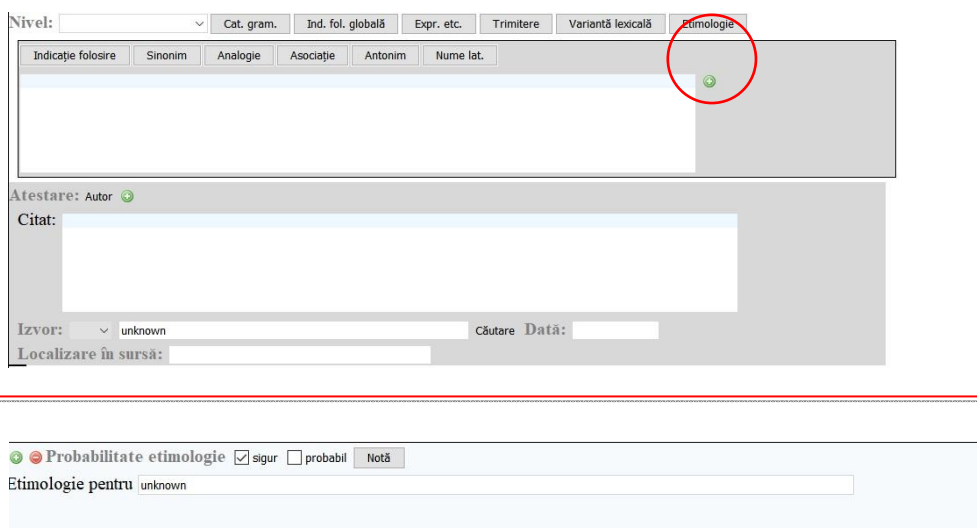 Nivel: Cat. gram. Ind. fol. globală Expr. etc. Trimitere Variantă lexicală Etimologie
Indicație folosire Sinonim Analogie Asociație Antonim Nume lat.
Atestare: Autor
Citat:
Izvor: unknown Căutare Dată:
Localizare în sursă:
Probabilitate etimologie sigur probabil Notă
Etimologie pentru unknown